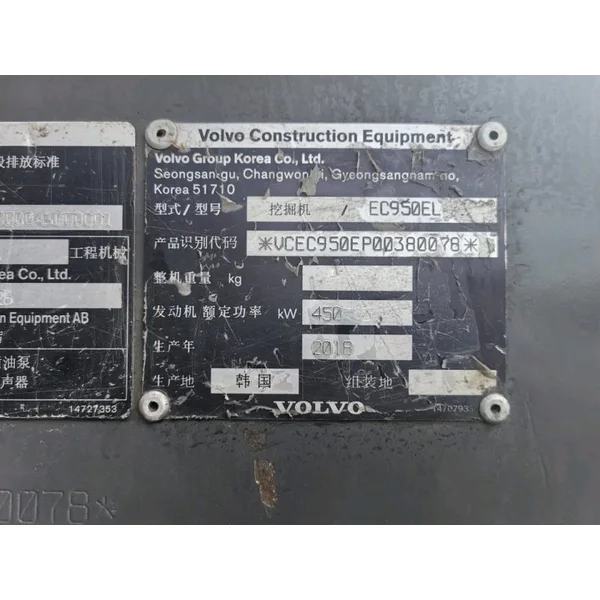 Volvo Construction Equipment
Volvo Group Korea Co., Ltd.
Seongsan-gu, Changwon-si, Gyeongsangnam-do,
Korea 51710
型式/型号 挖掘机 / EC950EL
产品识别代码 *VCEC950EP00380078*
整机重量 kg
发动机 额定功率 kW 450
生产年 2018
生产地 韩国 组装地
VOLVO
排放标准
工程机械
ea Co., Ltd.
n Equipment AB
油泵
声器
14727353
0078*